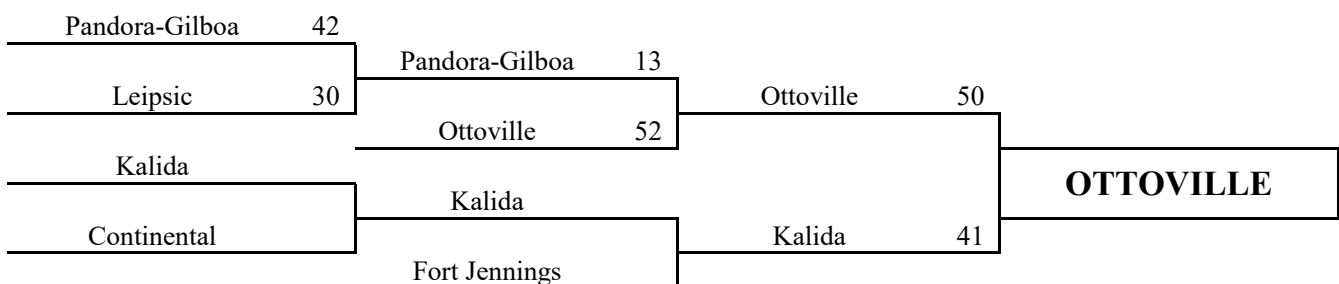 Pandora-Gilboa 42
Pandora-Gilboa 13
Leipsic 30
Ottoville 50
Ottoville 52
Kalida
OTTOVILLE
Kalida
Continental
Kalida 41
Fort Jennings